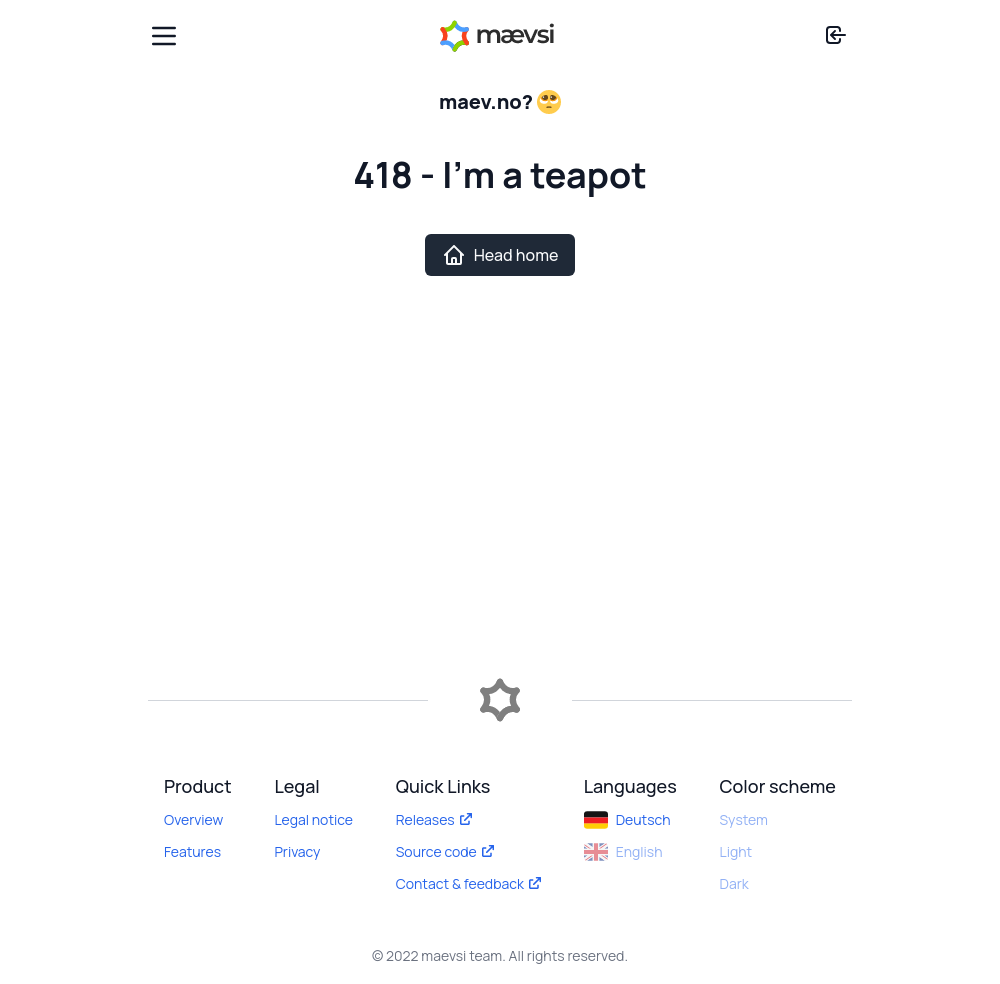 mævsi
maev.no? 🥺
418 - I’m a teapot
Head home
Product
Overview
Features
Legal
Legal notice
Privacy
Quick Links
Releases
Source code
Contact & feedback
Languages
Deutsch
English
Color scheme
System
Light
Dark
© 2022 maevsi team. All rights reserved.